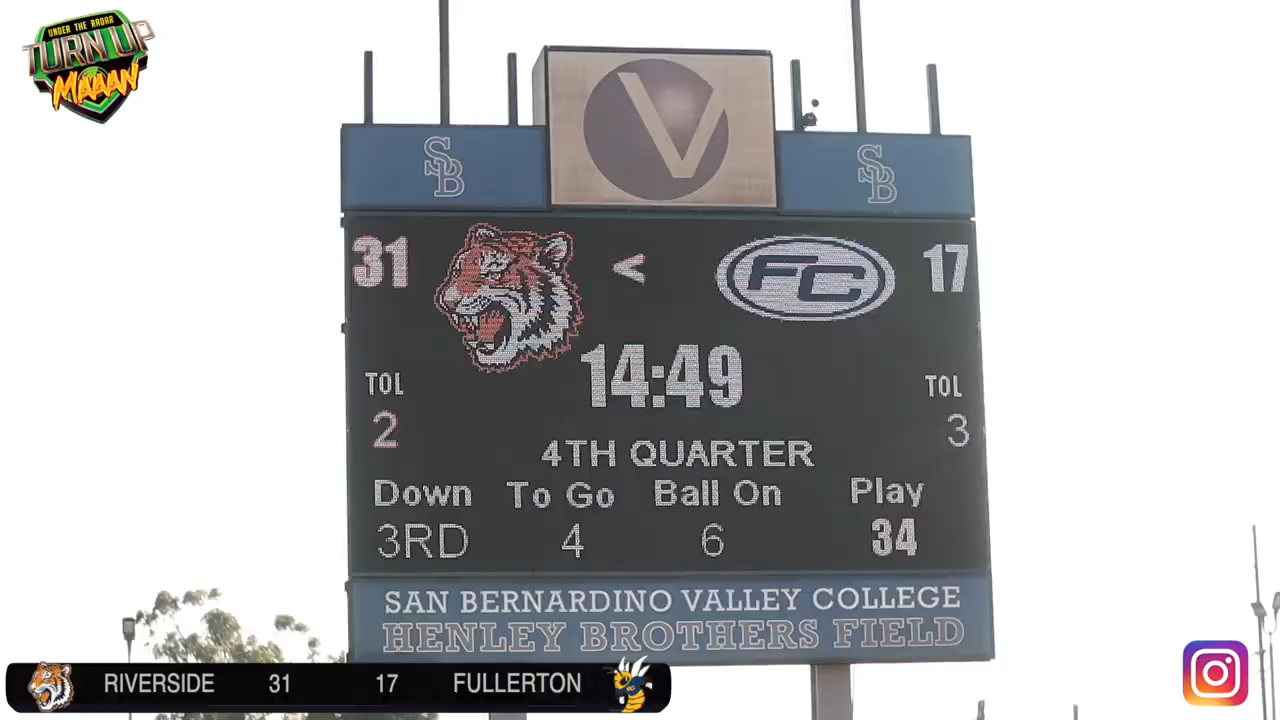 UNDER THE RADAR
TURN UP
MAAAN
V
SB
SB
31
<
FC
17
14:49
TOL
TOL
2
3
4TH QUARTER
Down To Go Ball On Play
3RD 4 6 34
SAN BERNARDINO VALLEY COLLEGE
HENLEY BROTHERS FIELD
RIVERSIDE 31 17 FULLERTON